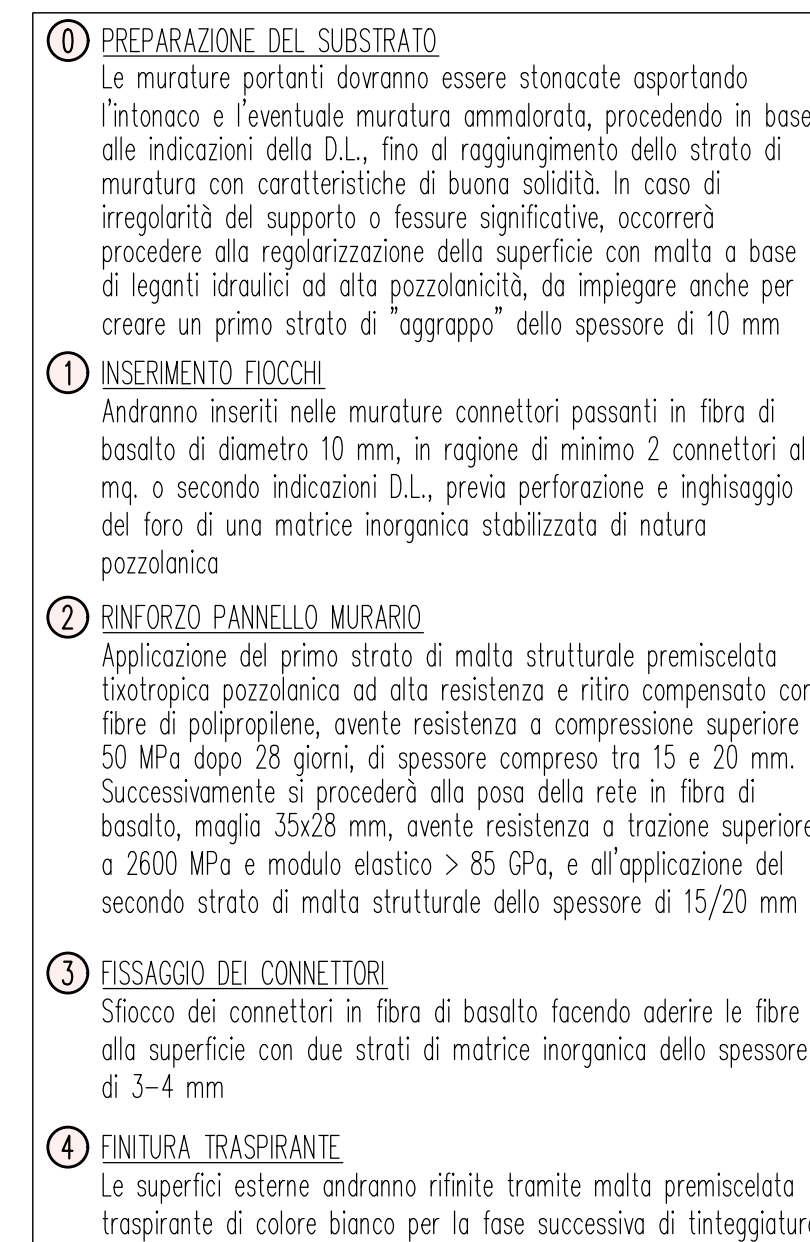 0 PREPARAZIONE DEL SUBSTRATO
Le murature portanti dovranno essere stonacate asportando
l'intonaco e l'eventuale muratura ammalorata, procedendo in base
alle indicazioni della D.L., fino al raggiungimento dello strato di
muratura con caratteristiche di buona solidità. In caso di
irregolarità del supporto o fessure significative, occorrerà
procedere alla regolarizzazione della superficie con malta a base
di leganti idraulici ad alta pozzolanicità, da impiegare anche per
creare un primo strato di "aggrappo" dello spessore di 10 mm
1 INSERIMENTO FIOCCHI
Andranno inseriti nelle murature connettori passanti in fibra di
basalto di diametro 10 mm, in ragione di minimo 2 connettori al
mq. o secondo indicazioni D.L., previa perforazione e inghisaggio
del foro di una matrice inorganica stabilizzata di natura
pozzolanica
2 RINFORZO PANNELLO MURARIO
Applicazione del primo strato di malta strutturale premiscelata
tixotropica pozzolanica ad alta resistenza e ritiro compensato con
fibre di polipropilene, avente resistenza a compressione superiore
50 MPa dopo 28 giorni, di spessore compreso tra 15 e 20 mm.
Successivamente si procederà alla posa della rete in fibra di
basalto, maglia 35x28 mm, avente resistenza a trazione superiore
a 2600 MPa e modulo elastico > 85 GPa, e all'applicazione del
secondo strato di malta strutturale dello spessore di 15/20 mm
3 FISSAGGIO DEI CONNETTORI
Sfiocco dei connettori in fibra di basalto facendo aderire le fibre
alla superficie con due strati di matrice inorganica dello spessore
di 3-4 mm
4 FINITURA TRASPIRANTE
Le superfici esterne andranno rifinite tramite malta premiscelata
traspirante di colore bianco per la fase successiva di tinteggiatura